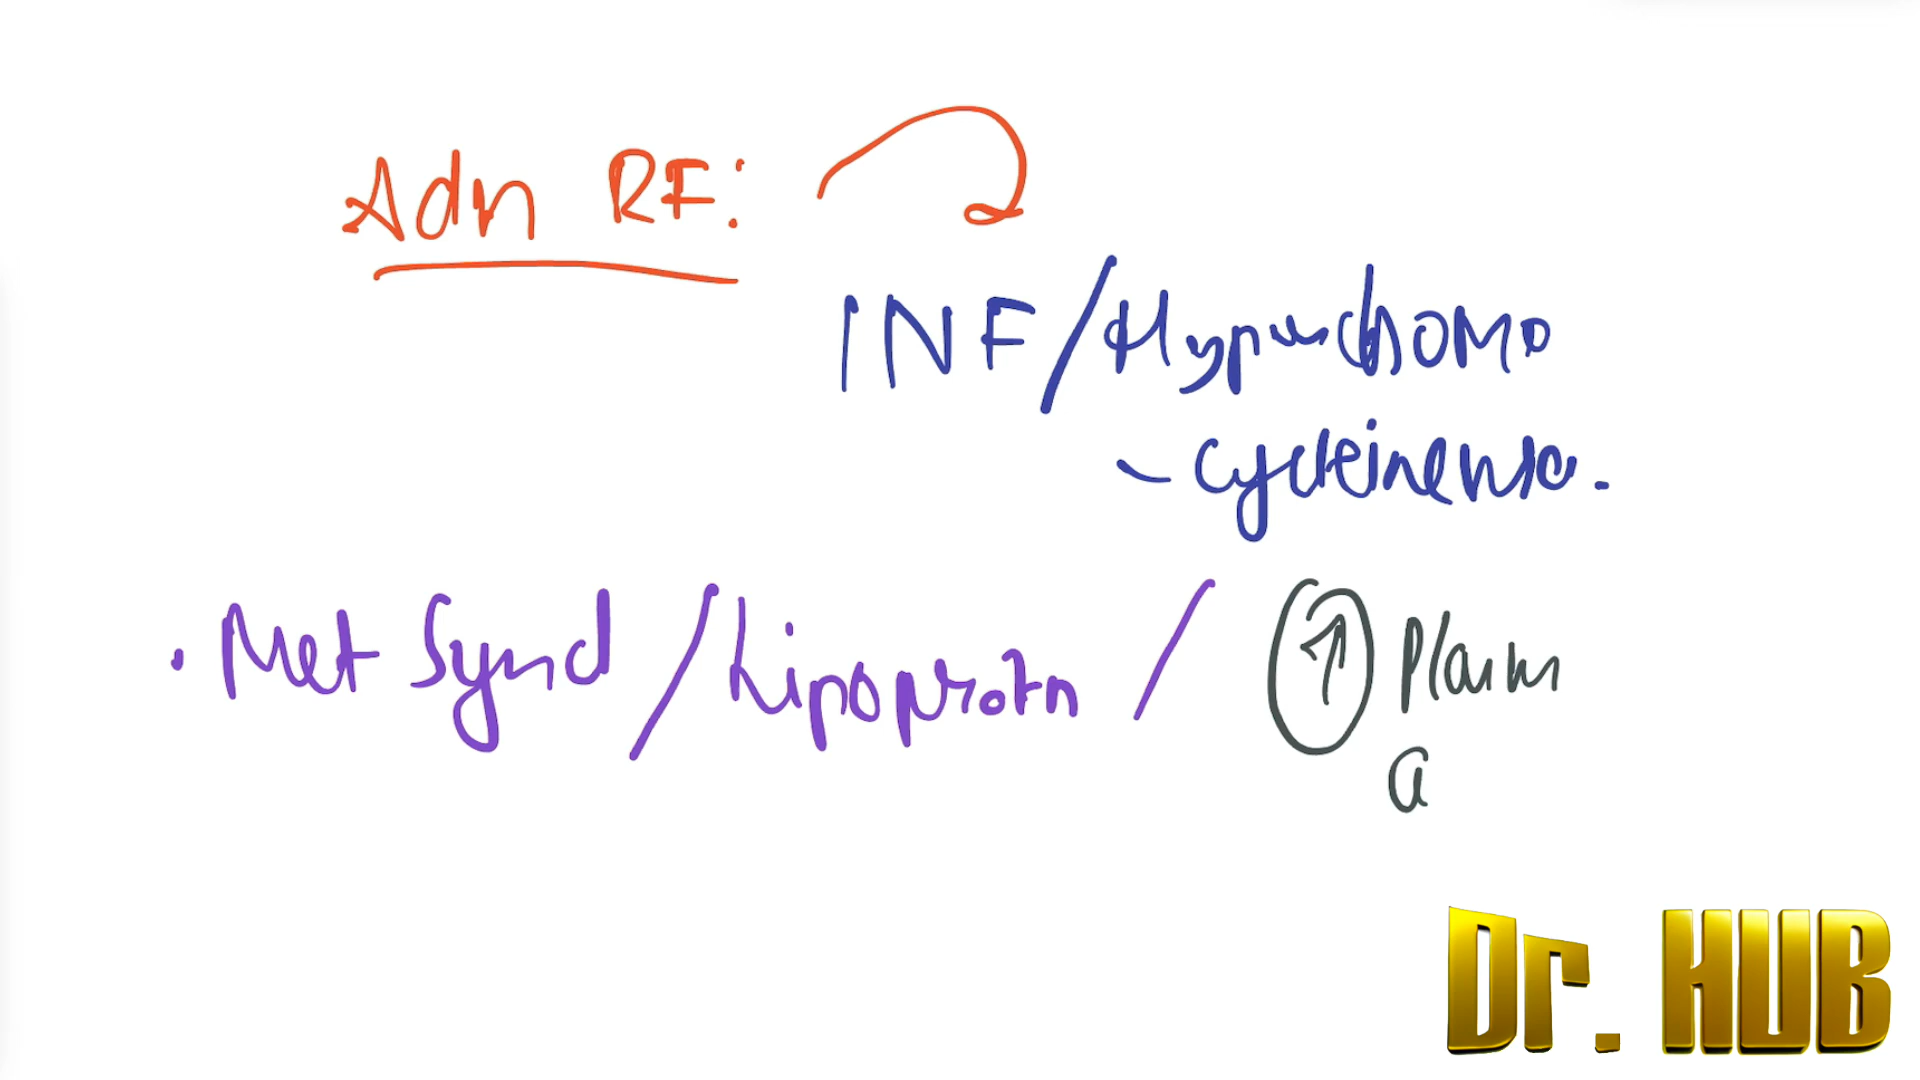 Adn RF:
INF/Hyperhomo
- cysteinemia.
• Met Synd / Lipoprotn / ↑ Plasm
a
Dr. HUB